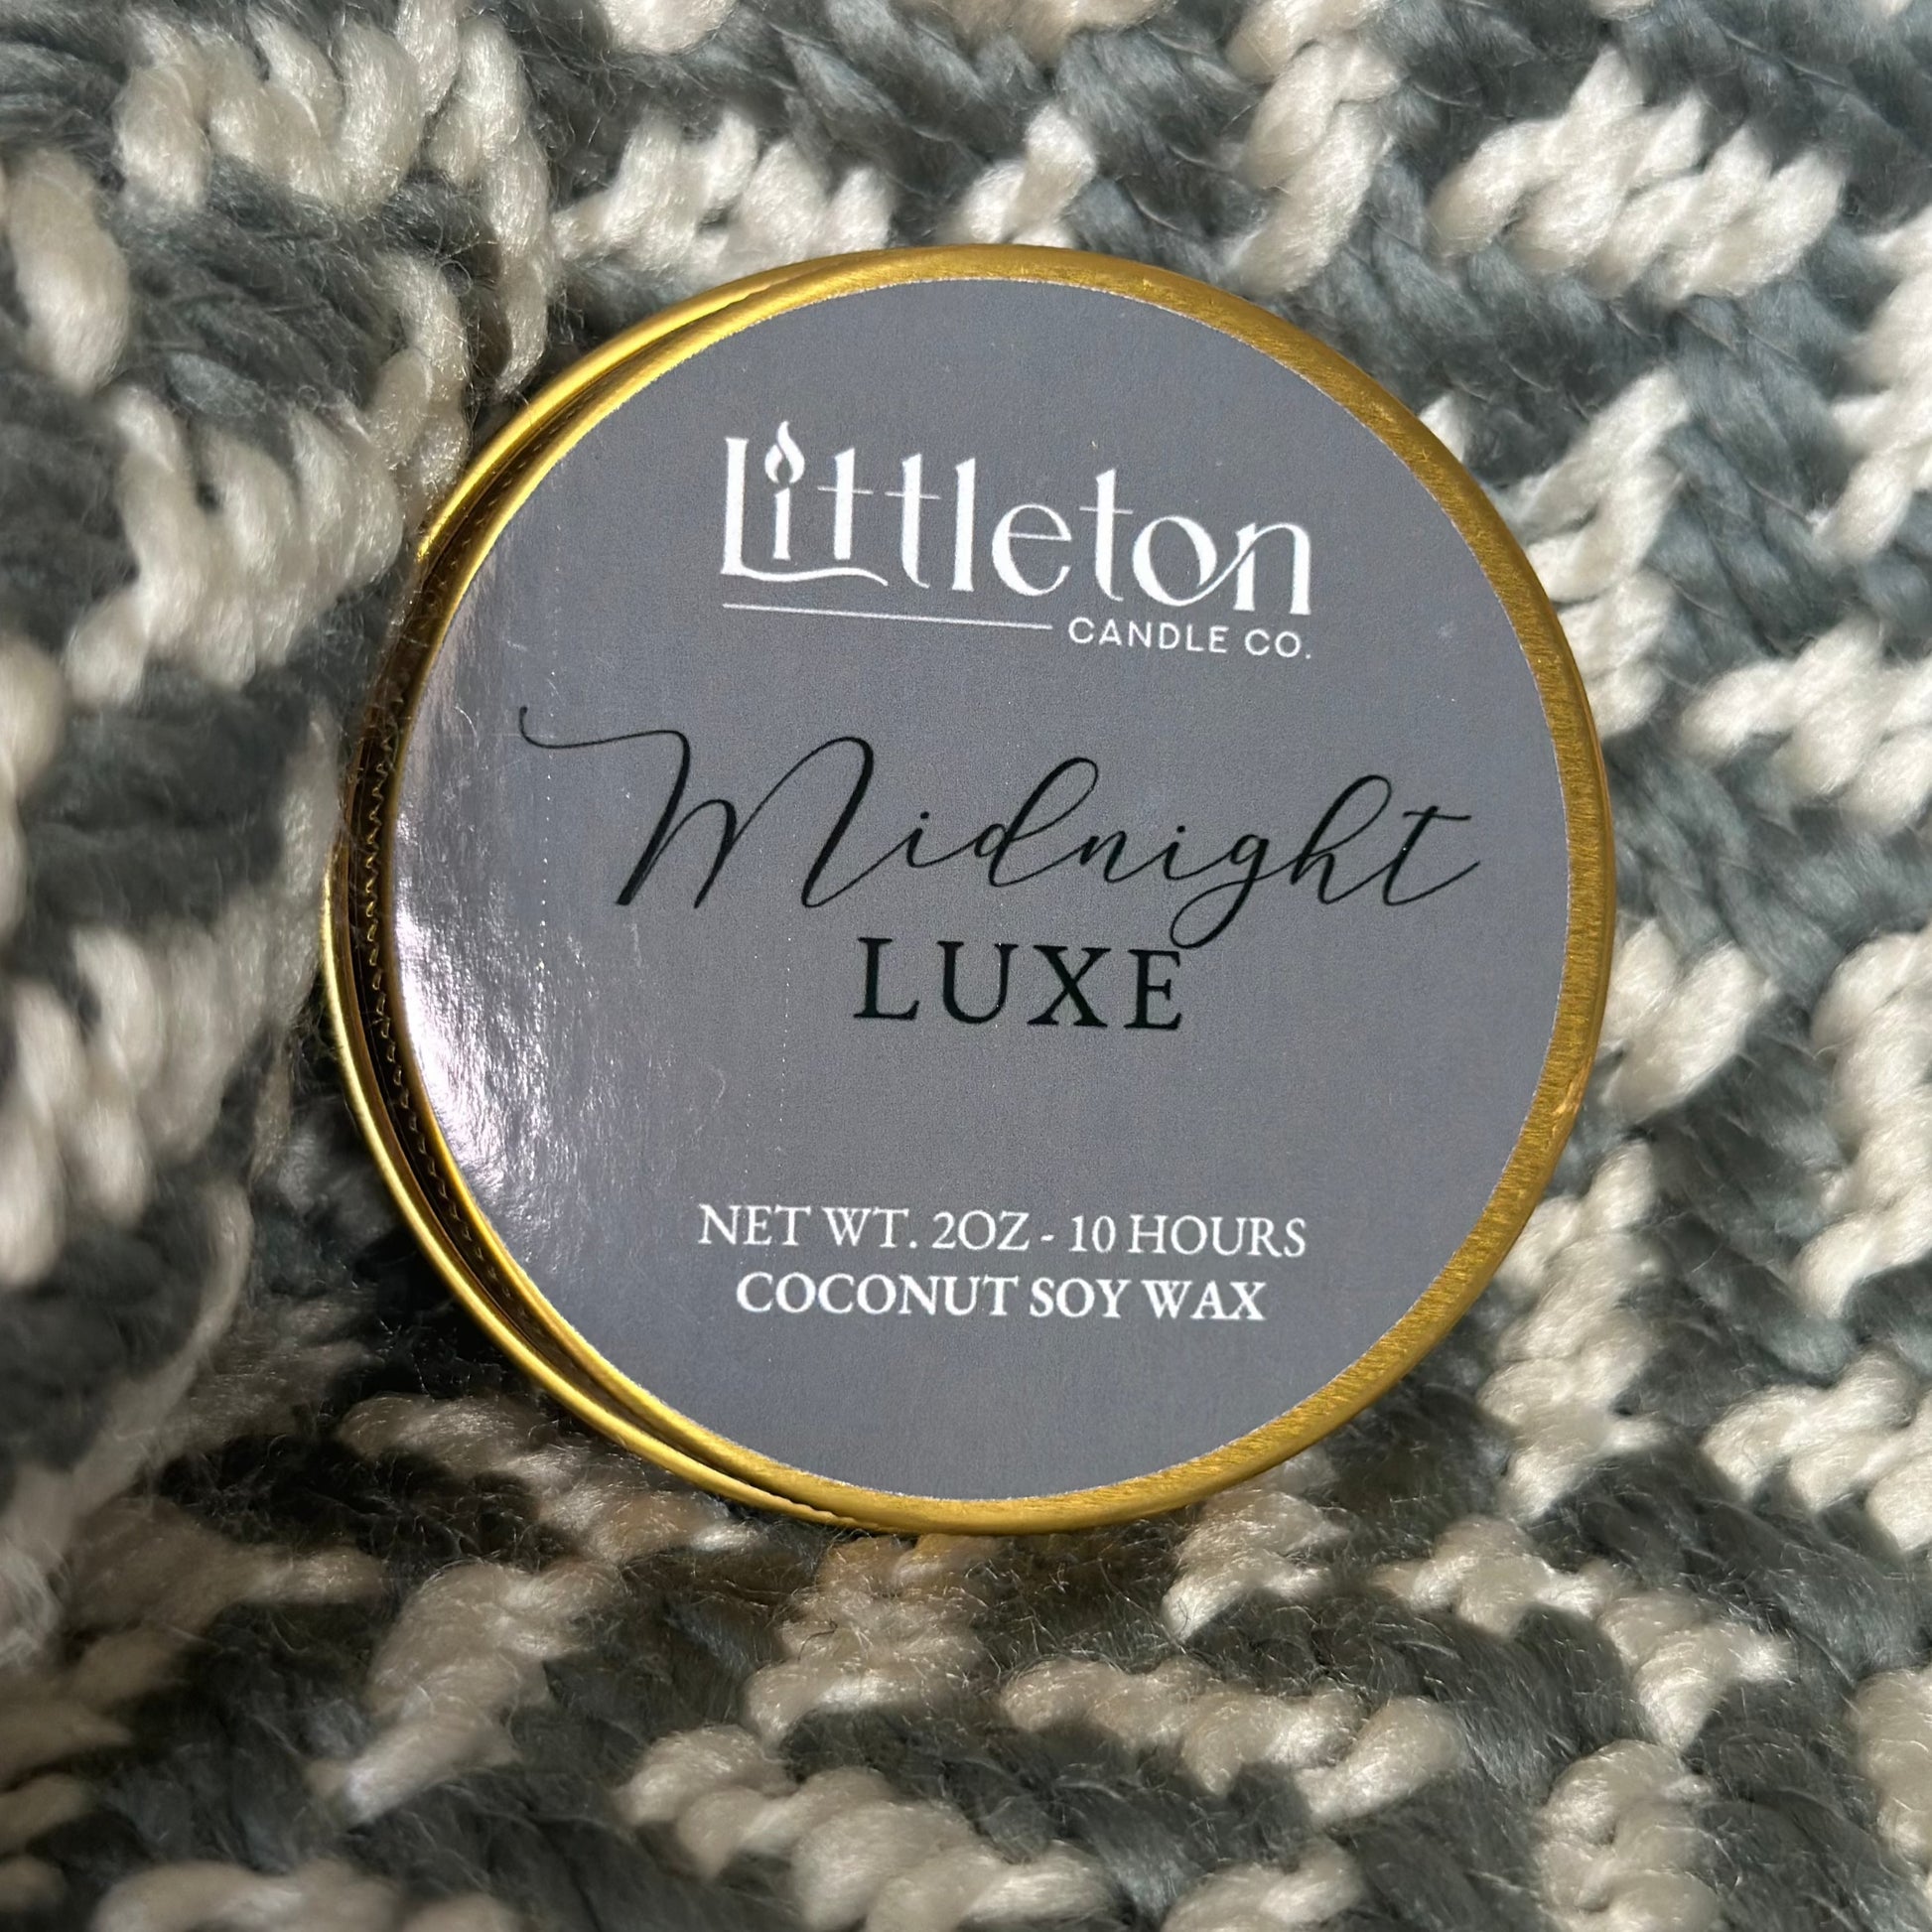 Littleton
CANDLE CO.
Midnight
LUXE
NET WT. 2OZ - 10 HOURS
COCONUT SOY WAX